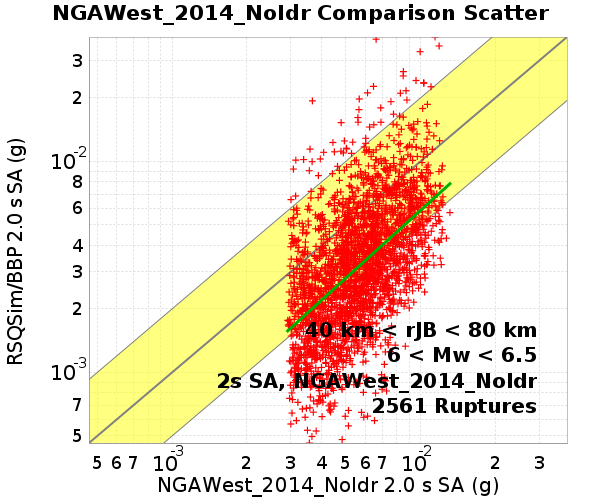 NGAWest_2014_NoIdr Comparison Scatter
RSQSim/BBP 2.0 s SA (g)
3
2
10-2
8
6
4
3
2
10-3
7
5
40 km < rJB < 80 km
6 < Mw < 6.5
2s SA, NGAWest_2014_NoIdr
2561 Ruptures
5 6 7 10-3 2 3 4 5 6 7 10-2 2 3
NGAWest_2014_NoIdr 2.0 s SA (g)